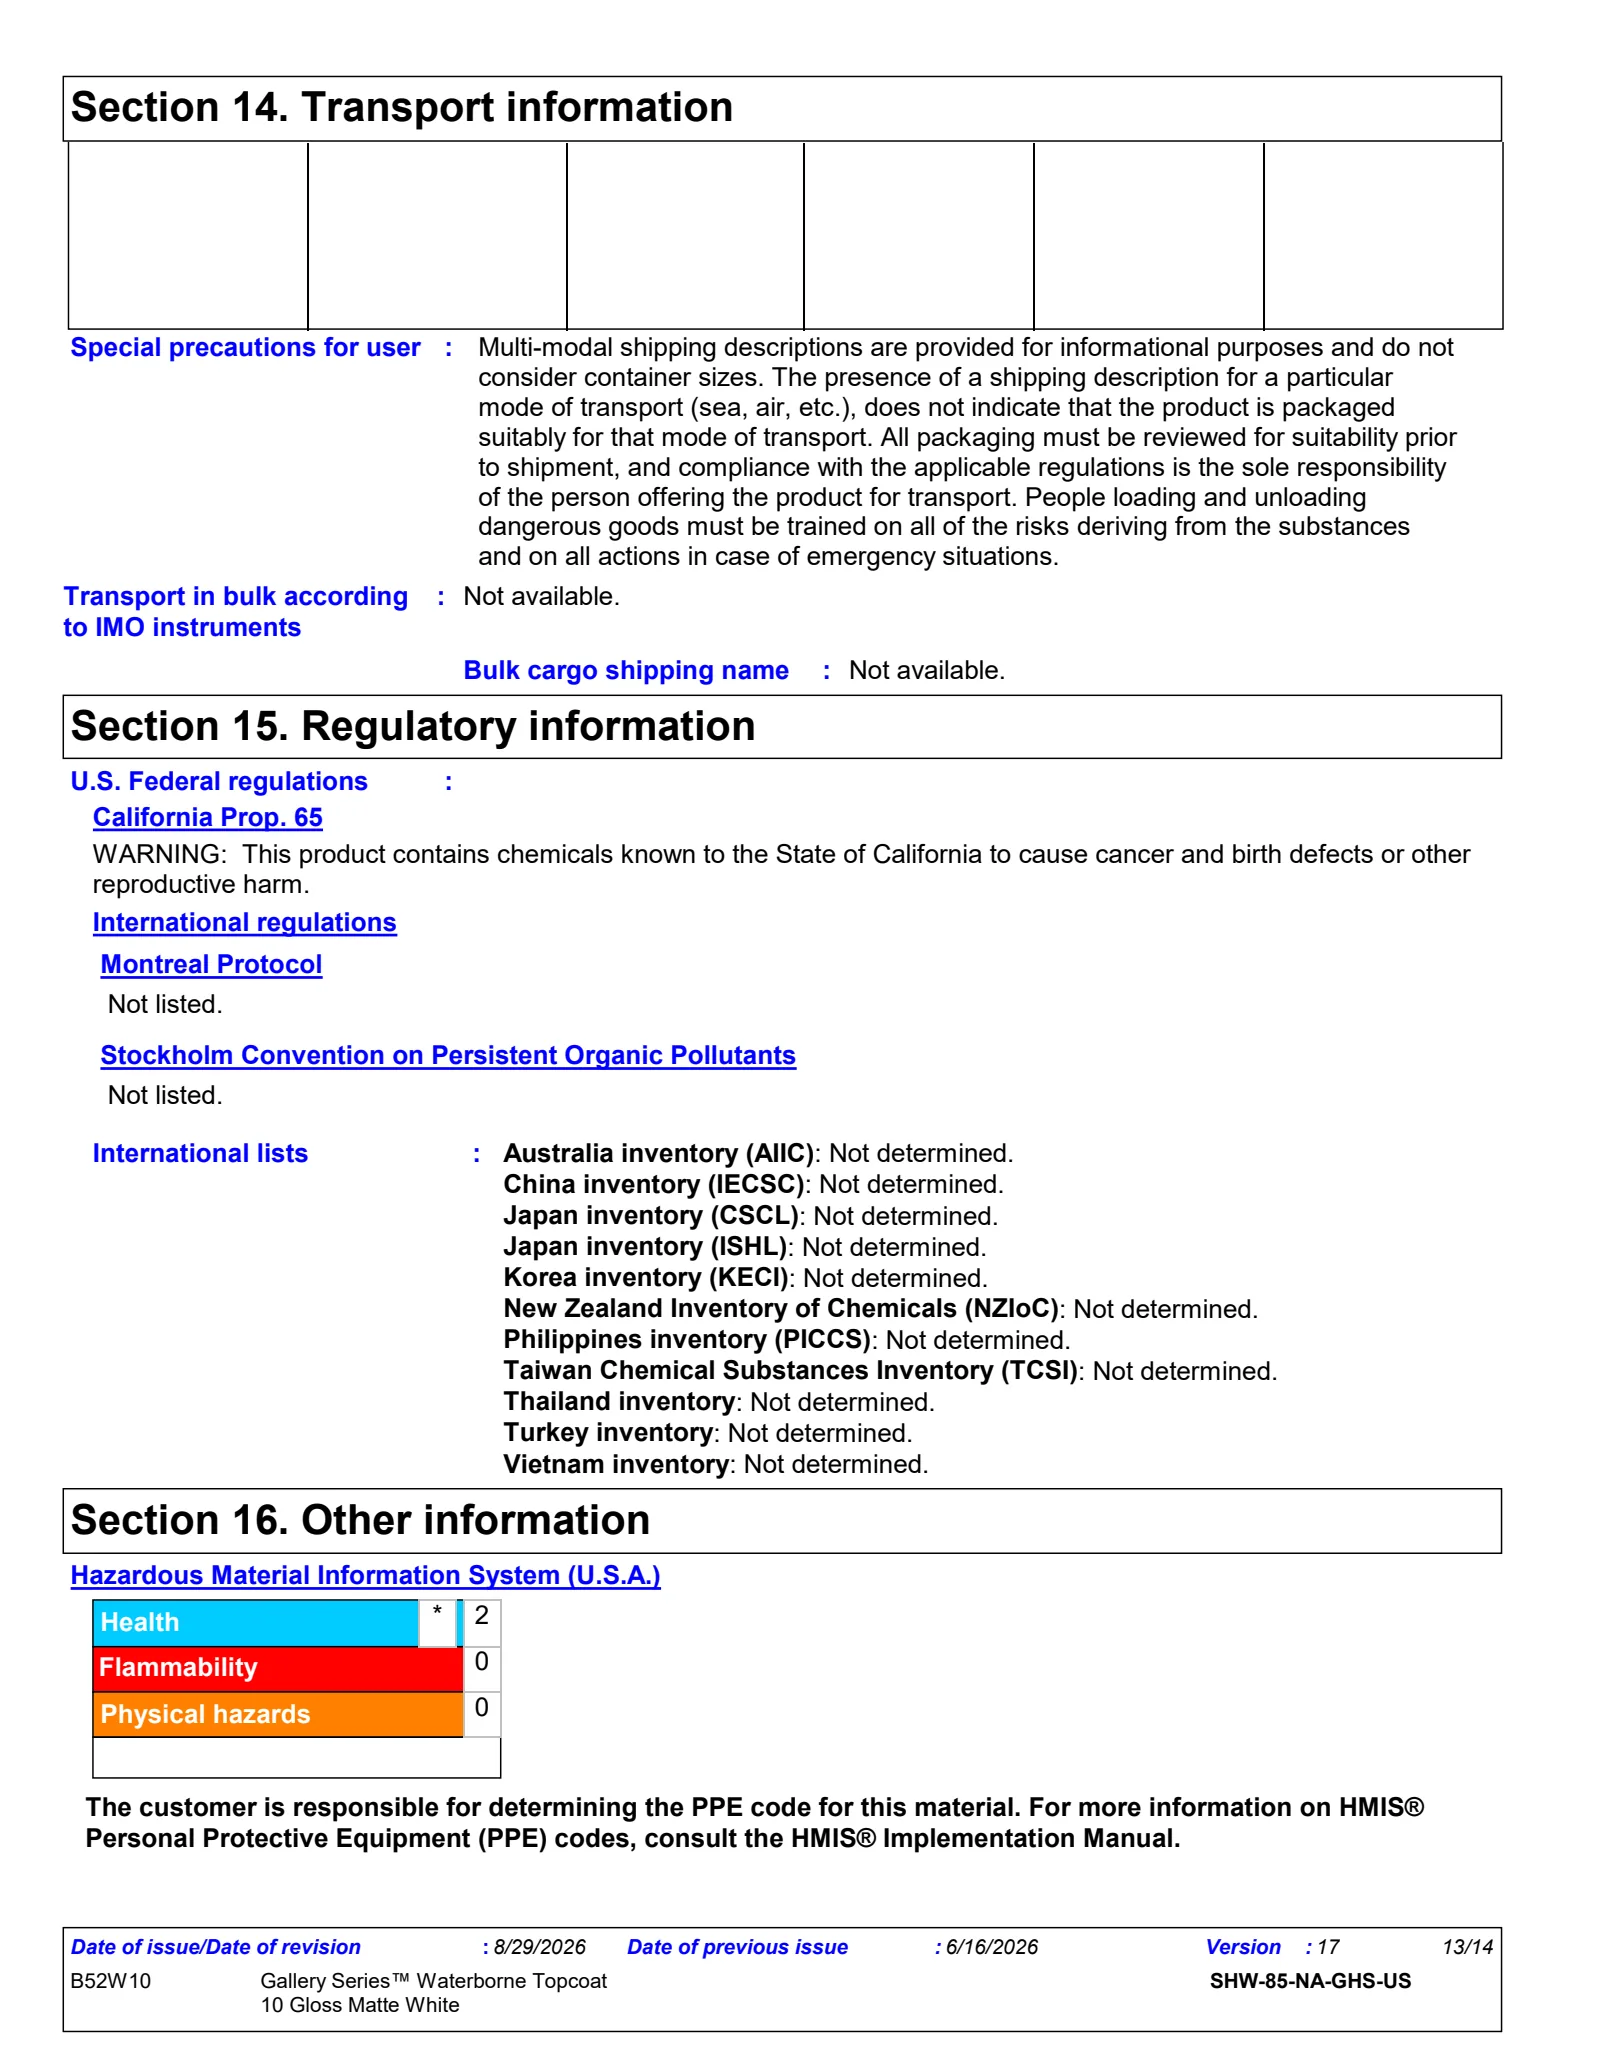 Section 14. Transport information
Special precautions for user : Multi-modal shipping descriptions are provided for informational purposes and do not
consider container sizes. The presence of a shipping description for a particular
mode of transport (sea, air, etc.), does not indicate that the product is packaged
suitably for that mode of transport. All packaging must be reviewed for suitability prior
to shipment, and compliance with the applicable regulations is the sole responsibility
of the person offering the product for transport. People loading and unloading
dangerous goods must be trained on all of the risks deriving from the substances
and on all actions in case of emergency situations.
Transport in bulk according : Not available.
to IMO instruments
Bulk cargo shipping name : Not available.
Section 15. Regulatory information
U.S. Federal regulations :
California Prop. 65
WARNING: This product contains chemicals known to the State of California to cause cancer and birth defects or other
reproductive harm.
International regulations
Montreal Protocol
Not listed.
Stockholm Convention on Persistent Organic Pollutants
Not listed.
International lists : Australia inventory (AIIC): Not determined.
China inventory (IECSC): Not determined.
Japan inventory (CSCL): Not determined.
Japan inventory (ISHL): Not determined.
Korea inventory (KECI): Not determined.
New Zealand Inventory of Chemicals (NZIoC): Not determined.
Philippines inventory (PICCS): Not determined.
Taiwan Chemical Substances Inventory (TCSI): Not determined.
Thailand inventory: Not determined.
Turkey inventory: Not determined.
Vietnam inventory: Not determined.
Section 16. Other information
Hazardous Material Information System (U.S.A.)
Health * 2
Flammability 0
Physical hazards 0
The customer is responsible for determining the PPE code for this material. For more information on HMIS®
Personal Protective Equipment (PPE) codes, consult the HMIS® Implementation Manual.
Date of issue/Date of revision : 8/29/2026 Date of previous issue : 6/16/2026 Version : 17 13/14
B52W10 Gallery Series™ Waterborne Topcoat SHW-85-NA-GHS-US
10 Gloss Matte White